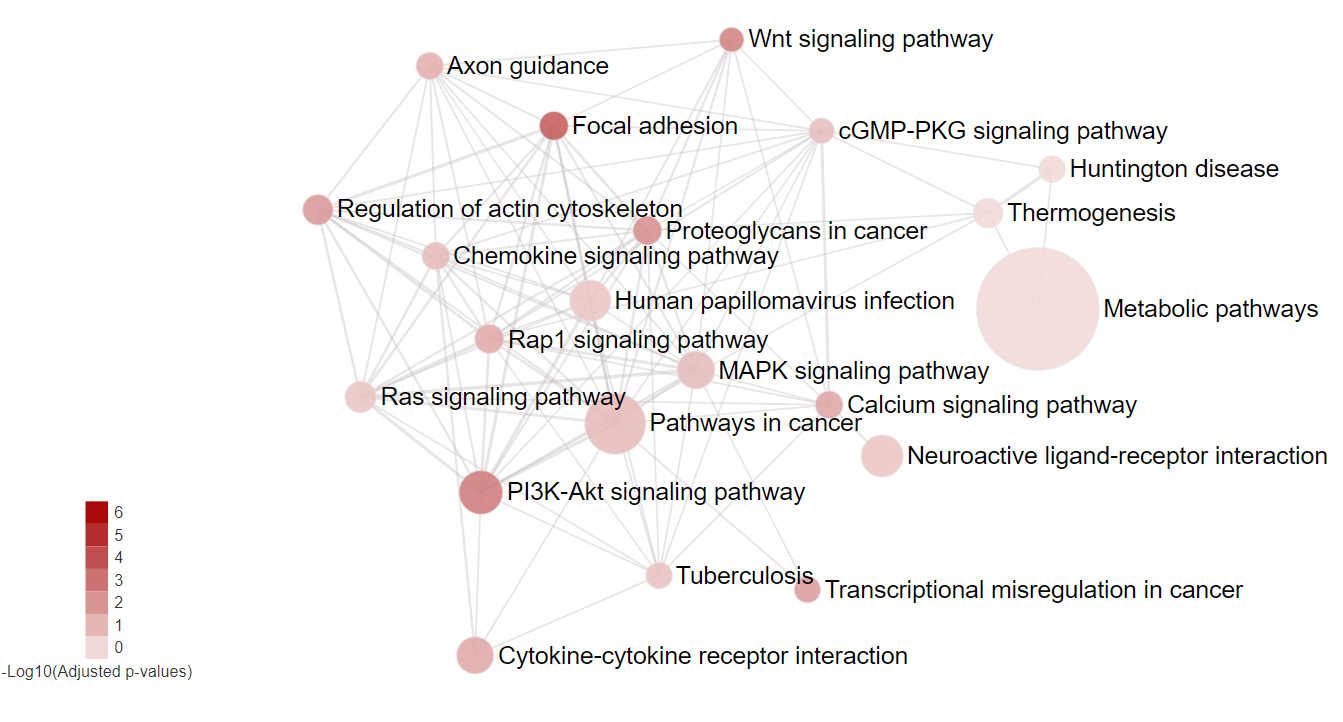 Wnt signaling pathway
Axon guidance
Focal adhesion
cGMP-PKG signaling pathway
Huntington disease
Regulation of actin cytoskeleton
Thermogenesis
Proteoglycans in cancer
Chemokine signaling pathway
Human papillomavirus infection
Metabolic pathways
Rap1 signaling pathway
MAPK signaling pathway
Ras signaling pathway
Calcium signaling pathway
Pathways in cancer
Neuroactive ligand-receptor interaction
PI3K-Akt signaling pathway
6
5
4
3
2
1
0
-Log10(Adjusted p-values)
Tuberculosis
Transcriptional misregulation in cancer
Cytokine-cytokine receptor interaction